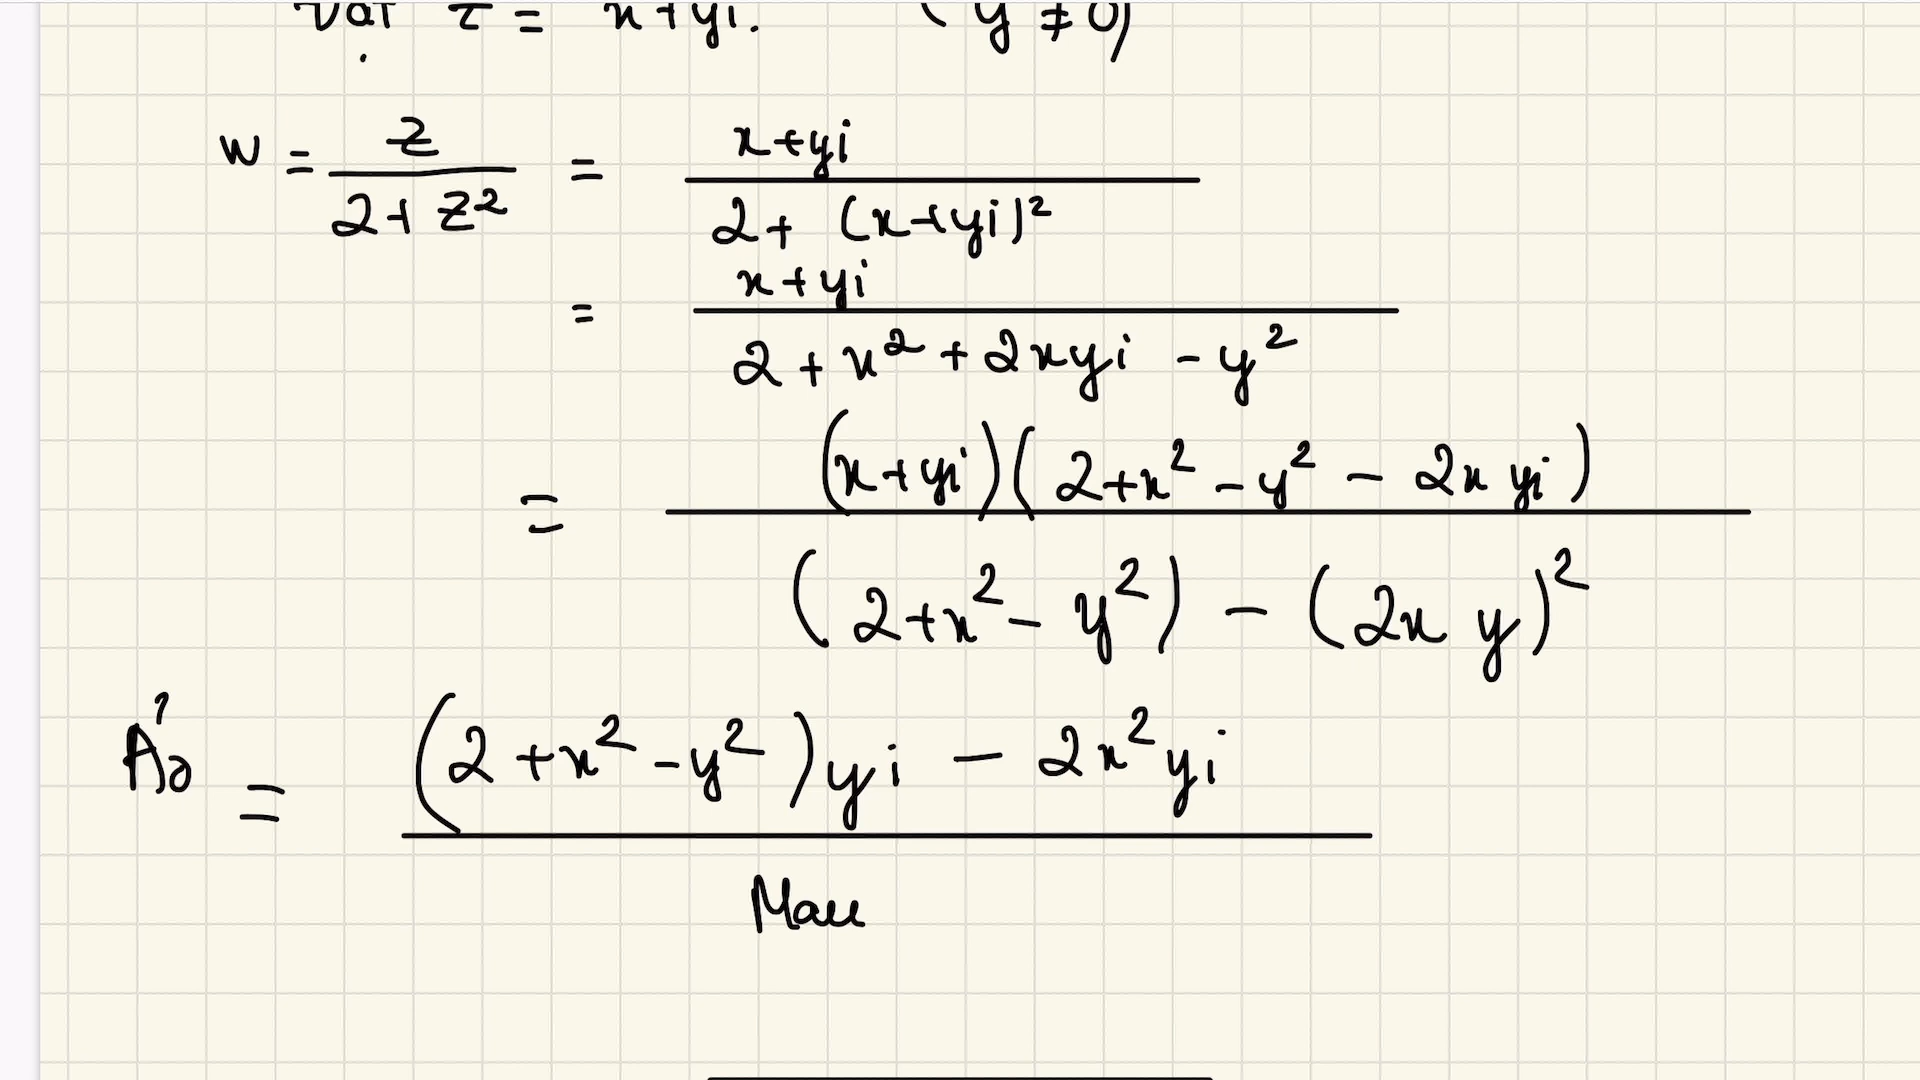 z = x+yi. (y ≠ 0)
w = z / (2+z²) = (x+yi) / (2+(x+yi)²)
= (x+yi) / (2+x²+2xyi-y²)
= (x+yi)(2+x²-y²-2xyi) / ((2+x²-y²)-(2xy)²)
Ảo = ((2+x²-y²)yi - 2x²yi) / Mau